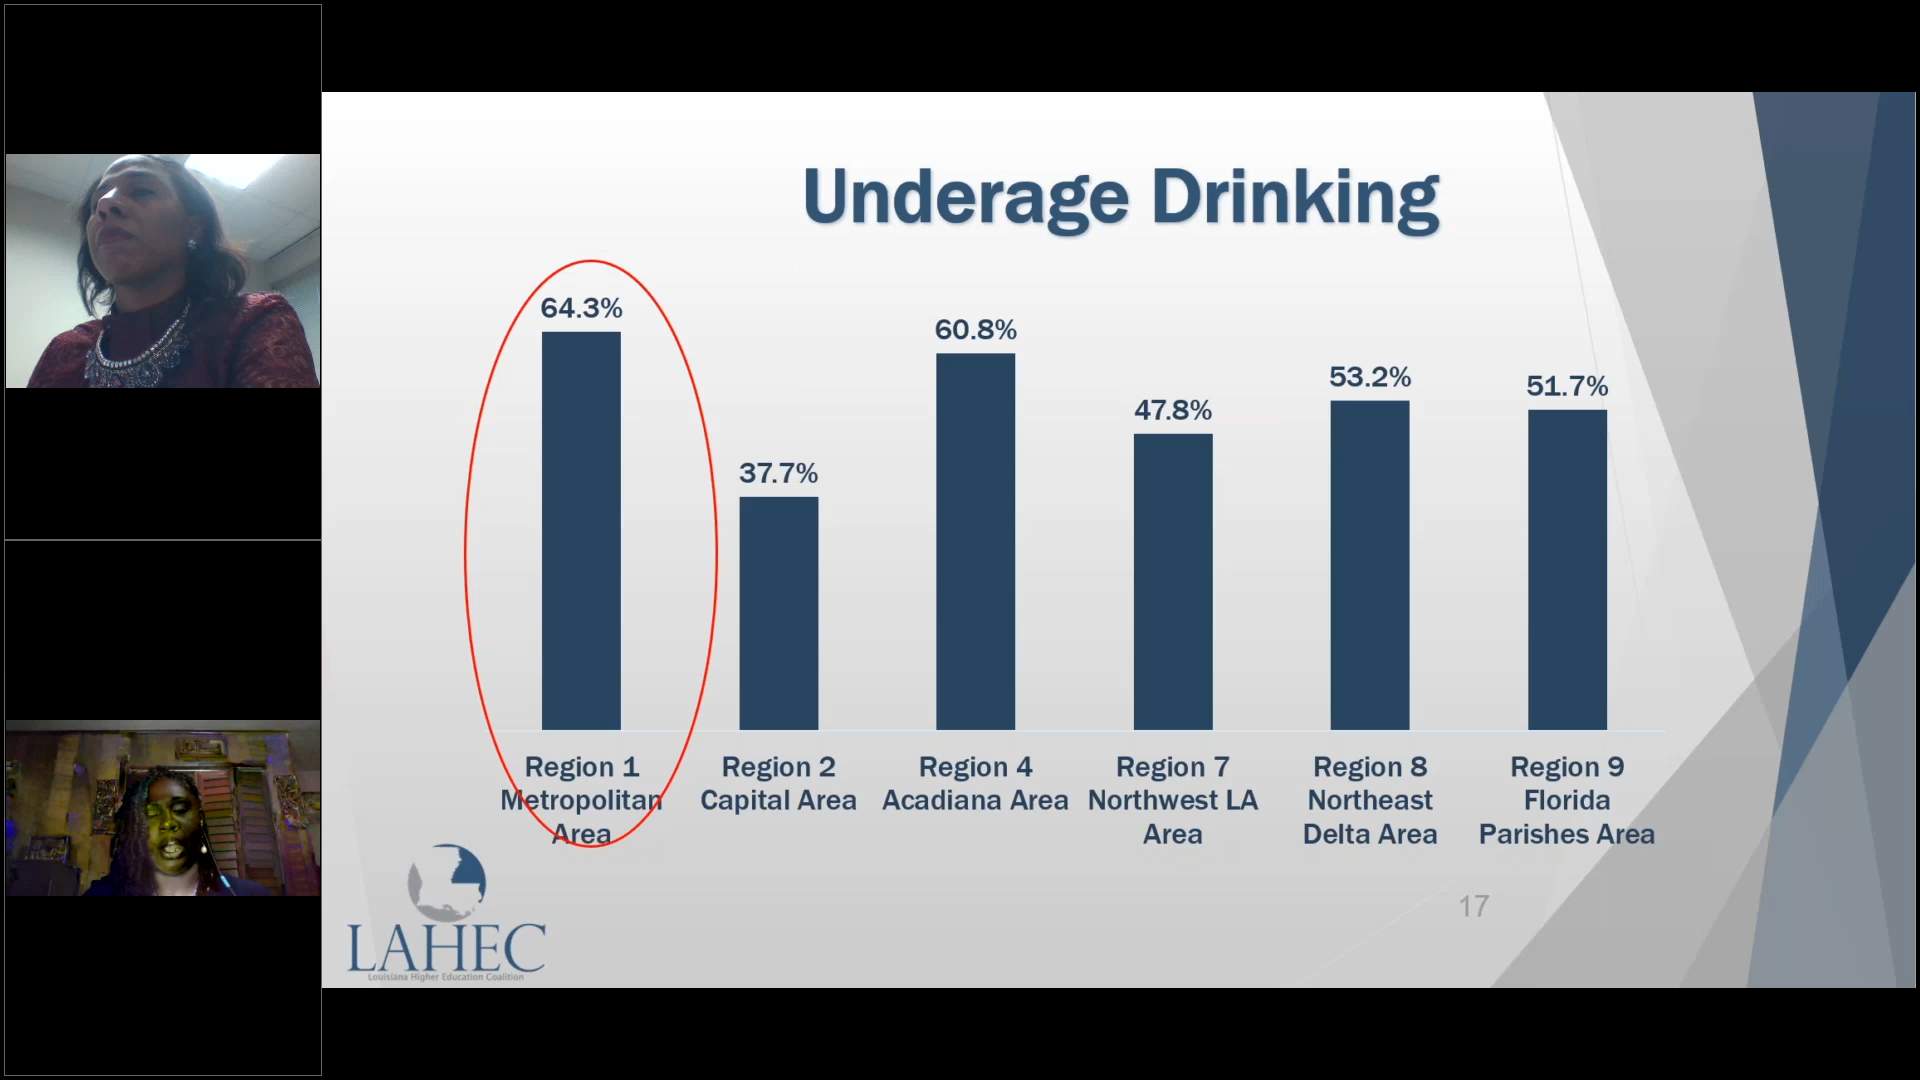 Underage Drinking
64.3%
37.7%
60.8%
47.8%
53.2%
51.7%
Region 1
Metropolitan
Area
Region 2
Capital Area
Region 4
Acadiana Area
Region 7
Northwest LA
Area
Region 8
Northeast
Delta Area
Region 9
Florida
Parishes Area
LAHEC
Louisiana Higher Education Coalition
17